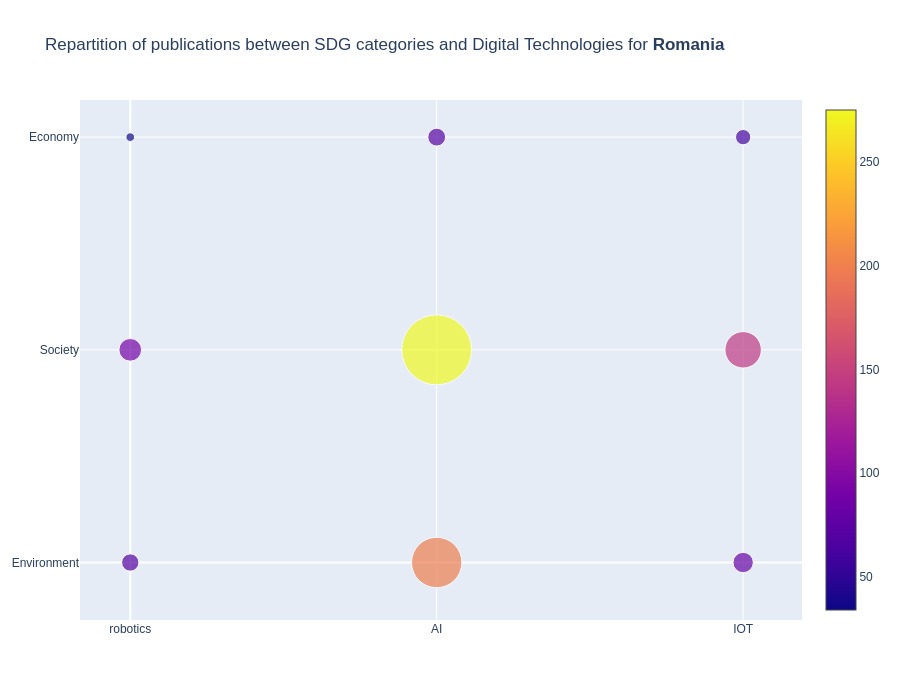 Repartition of publications between SDG categories and Digital Technologies for Romania
Economy
Society
Environment
robotics
AI
IOT
250
200
150
100
50